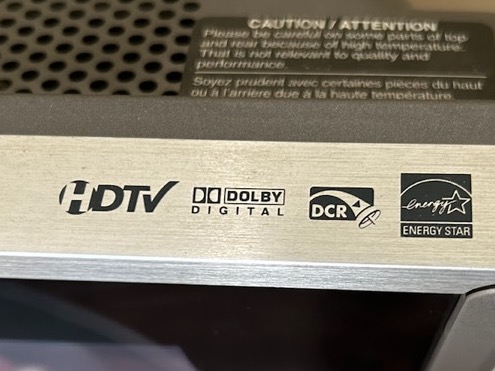 CAUTION / ATTENTION
Please be careful on some parts of top
and rear because of high temperature.
That is not relevant to quality and
performance.
Soyez prudent avec certaines pièces du haut
ou à l'arrière due à la haute température.
HDTV
DOLBY
DIGITAL
DCR
energy
ENERGY STAR